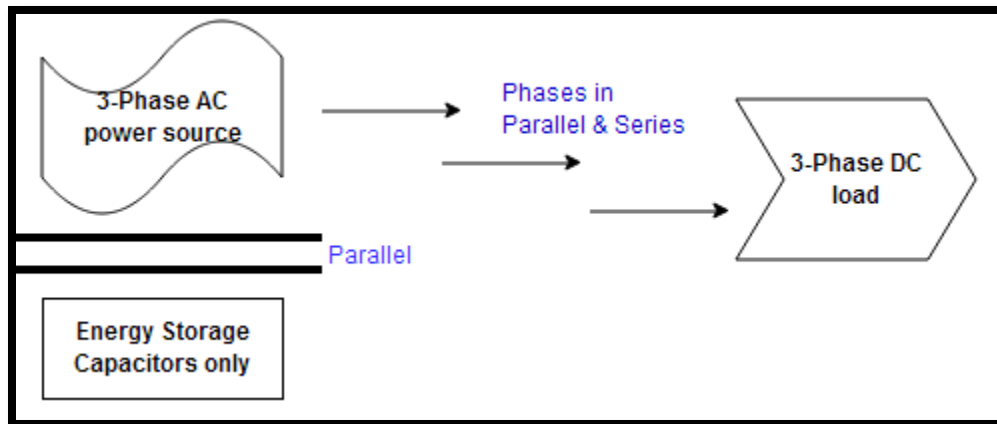 3-Phase AC
power source
Phases in
Parallel & Series
3-Phase DC
load
Parallel
Energy Storage
Capacitors only